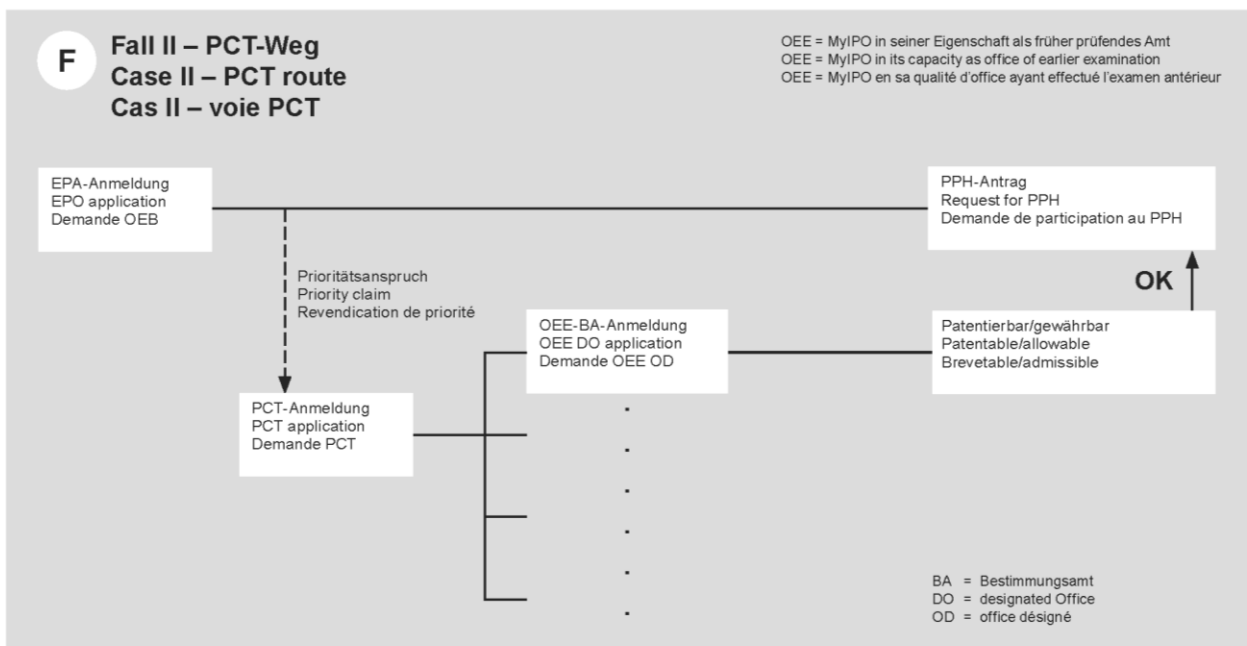 F
Fall II – PCT-Weg
Case II – PCT route
Cas II – voie PCT
OEE = MyIPO in seiner Eigenschaft als früher prüfendes Amt
OEE = MyIPO in its capacity as office of earlier examination
OEE = MyIPO en sa qualité d'office ayant effectué l'examen antérieur
EPA-Anmeldung
EPO application
Demande OEB
PPH-Antrag
Request for PPH
Demande de participation au PPH
Prioritätsanspruch
Priority claim
Revendication de priorité
OK
OEE-BA-Anmeldung
OEE DO application
Demande OEE OD
Patentierbar/gewährbar
Patentable/allowable
Brevetable/admissible
PCT-Anmeldung
PCT application
Demande PCT
BA = Bestimmungsamt
DO = designated Office
OD = office désigné